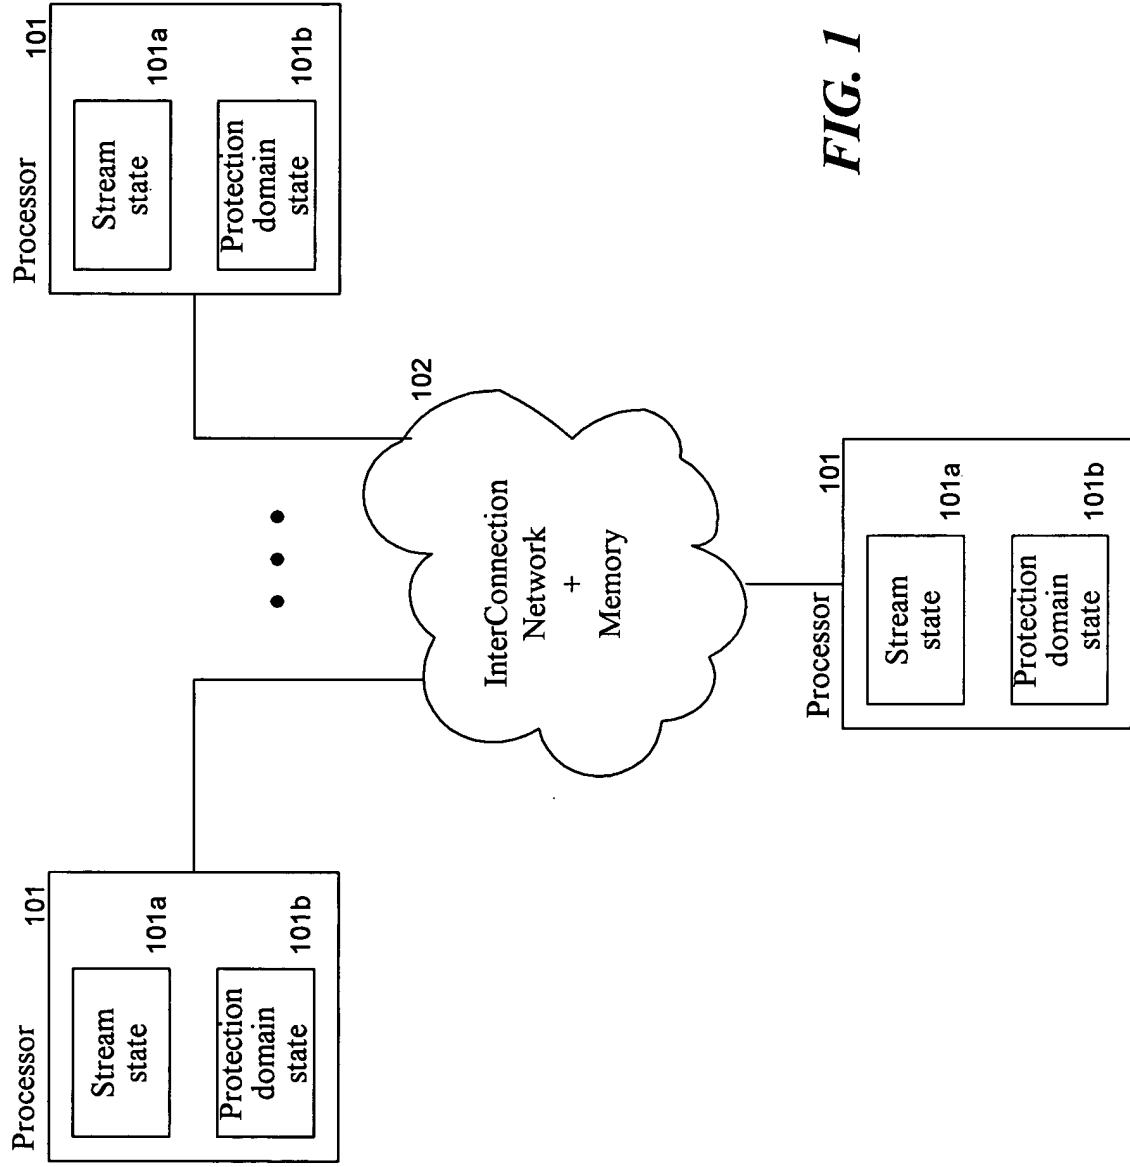 Processor 101
Stream
state
101a
Protection
domain
state
101b
Processor 101
Stream
state
101a
Protection
domain
state
101b
102
InterConnection
Network
+
Memory
Processor 101
Stream
state
101a
Protection
domain
state
101b
FIG. 1